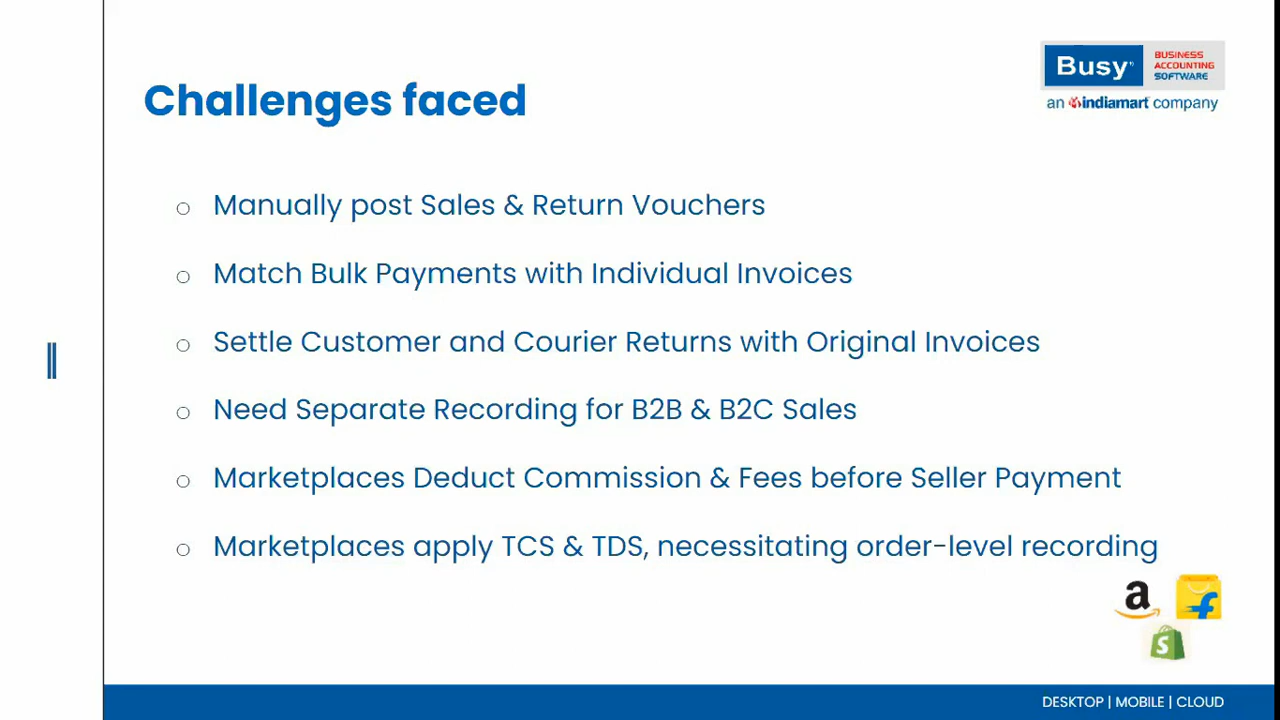 Busy
BUSINESS
ACCOUNTING
SOFTWARE
an indiamart company
Challenges faced
Manually post Sales & Return Vouchers
Match Bulk Payments with Individual Invoices
Settle Customer and Courier Returns with Original Invoices
Need Separate Recording for B2B & B2C Sales
Marketplaces Deduct Commission & Fees before Seller Payment
Marketplaces apply TCS & TDS, necessitating order-level recording
a
f
S
DESKTOP | MOBILE | CLOUD